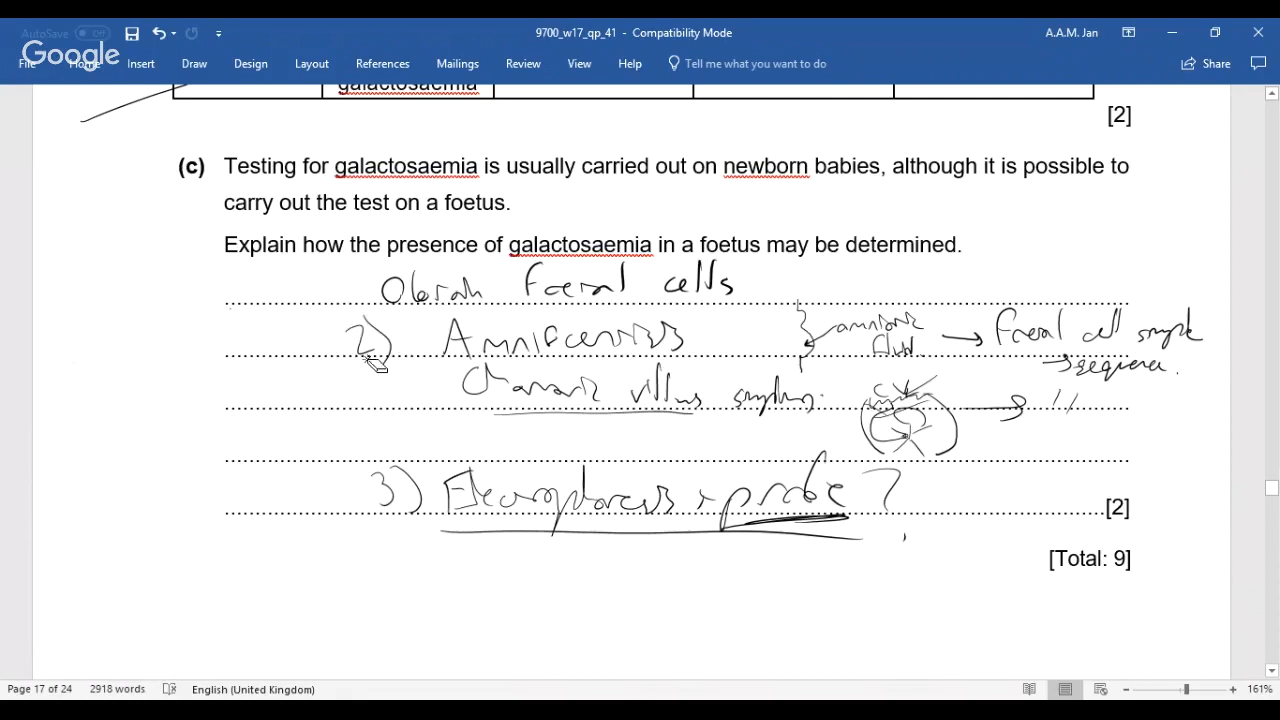 AutoSave Off
9700_w17_qp_41 - Compatibility Mode
A.A.M. Jan
Google
File Home Insert Draw Design Layout References Mailings Review View Help Tell me what you want to do Share
galactosaemia
[2]
(c) Testing for galactosaemia is usually carried out on newborn babies, although it is possible to
carry out the test on a foetus.
Explain how the presence of galactosaemia in a foetus may be determined.
Obtain Foetal cells
2) Amniocentesis
amniotic fluid → Foetal cell sample
→ sequence.
Chorionic villus sampling.
3) Electrophoresis + probe ?
[2]
[Total: 9]
Page 17 of 24 2918 words English (United Kingdom) 161%